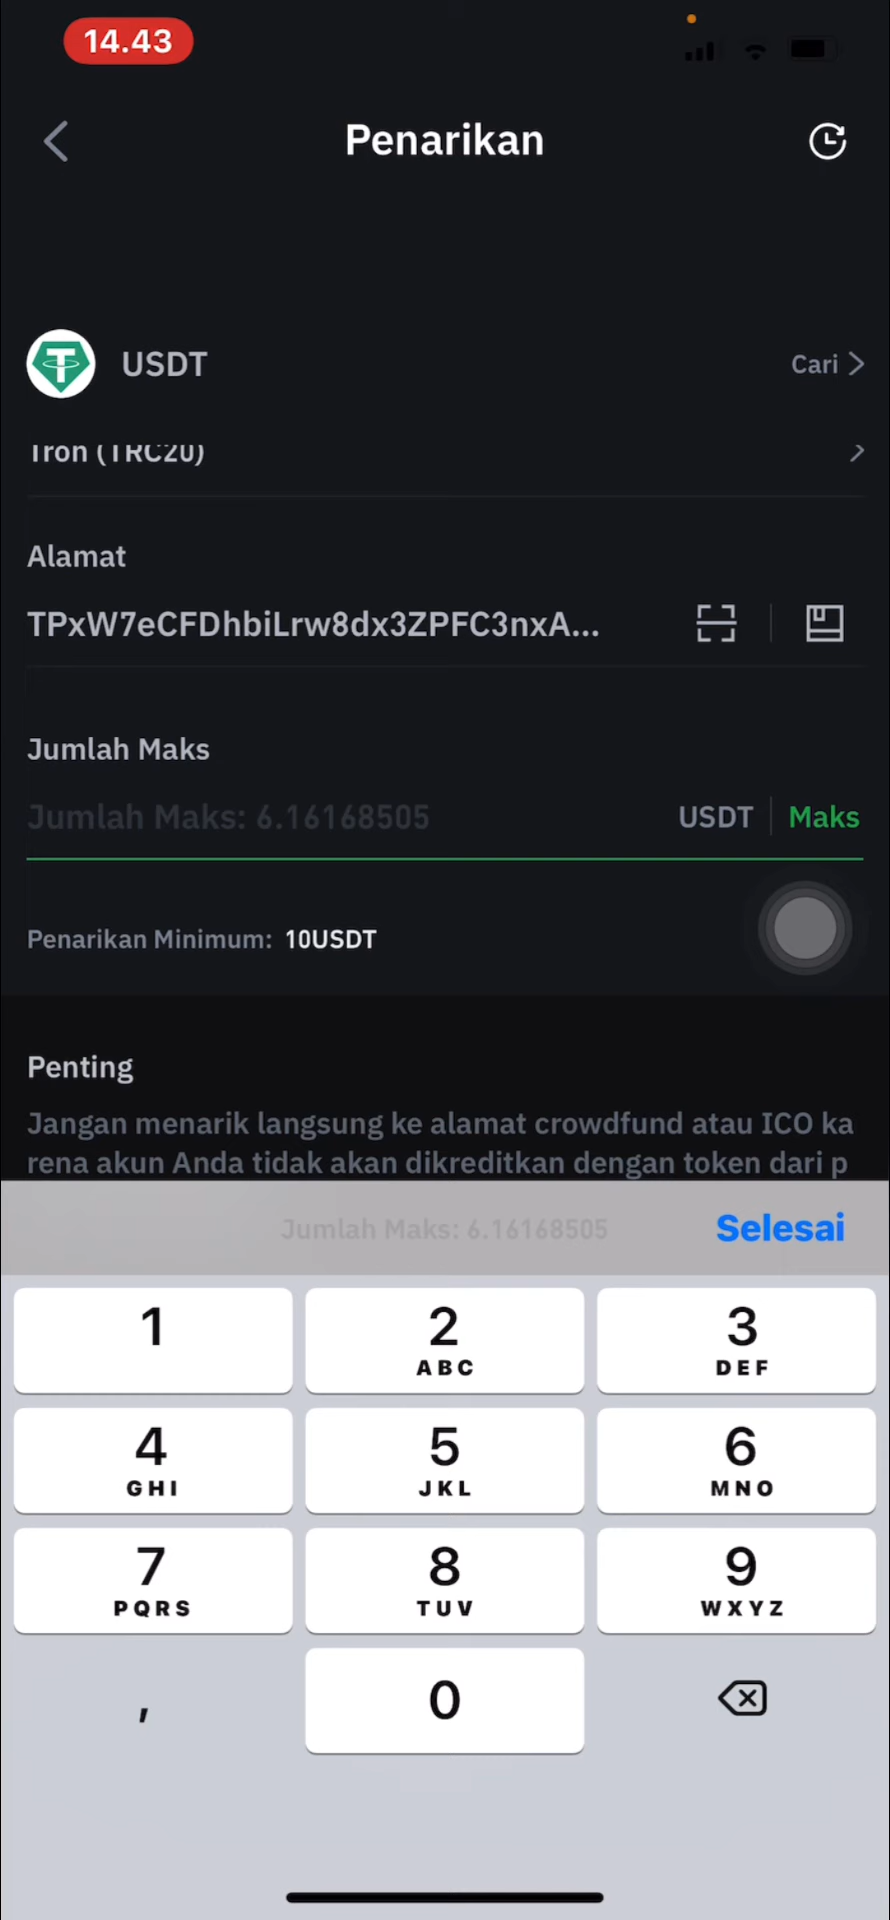 14.43
Penarikan
USDT
Cari
Tron (TRC20)
Alamat
TPxW7eCFDhbiLrw8dx3ZPFC3nxA...
Jumlah Maks
Jumlah Maks: 6.16168505
USDT
Maks
Penarikan Minimum: 10USDT
Penting
Jangan menarik langsung ke alamat crowdfund atau ICO ka
rena akun Anda tidak akan dikreditkan dengan token dari p
Jumlah Maks: 6.16168505
Selesai
1
2
ABC
3
DEF
4
GHI
5
JKL
6
MNO
7
PQRS
8
TUV
9
WXYZ
,
0